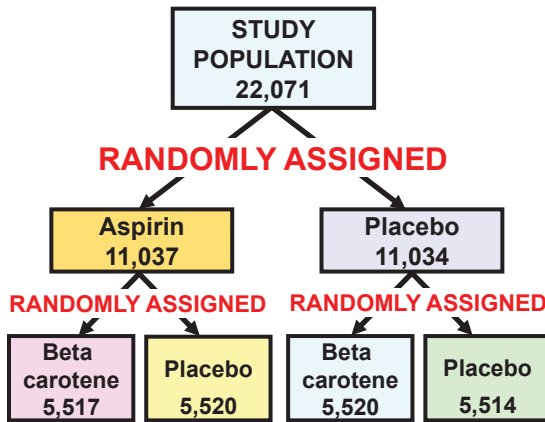 STUDY
POPULATION
22,071
RANDOMLY ASSIGNED
Aspirin
11,037
Placebo
11,034
RANDOMLY ASSIGNED
RANDOMLY ASSIGNED
Beta
carotene
5,517
Placebo
5,520
Beta
carotene
5,520
Placebo
5,514